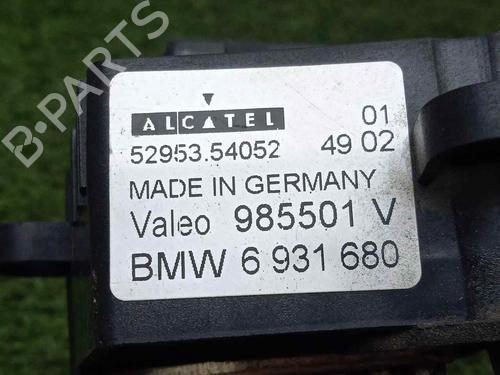 B-PARTS
ALCATEL 01
52953.54052 49 02
MADE IN GERMANY
Valeo 985501 V
BMW 6 931 680